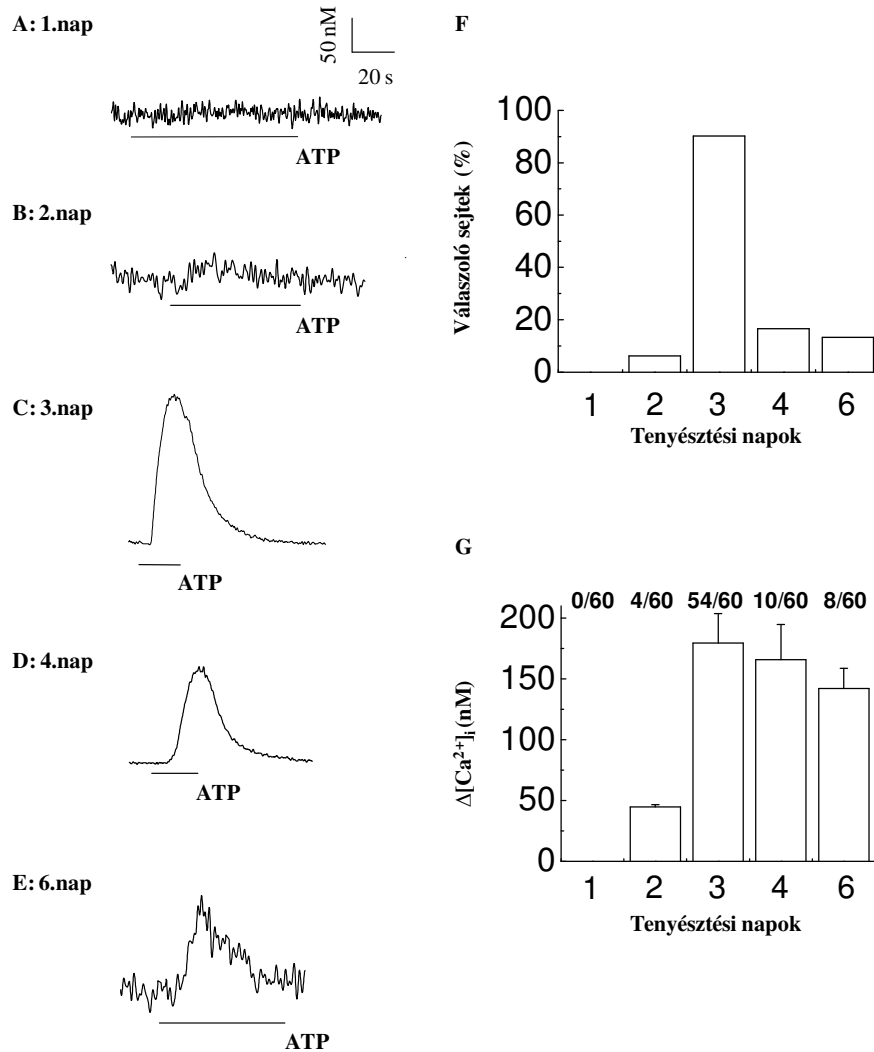 A: 1.nap
50 nM
20 s
ATP
B: 2.nap
ATP
C: 3.nap
ATP
D: 4.nap
ATP
E: 6.nap
ATP
F
Válaszoló sejtek (%)
100
80
60
40
20
0
1 2 3 4 6
Tenyésztési napok
G
0/60 4/60 54/60 10/60 8/60
Δ[Ca²⁺]ᵢ (nM)
200
150
100
50
0
1 2 3 4 6
Tenyésztési napok